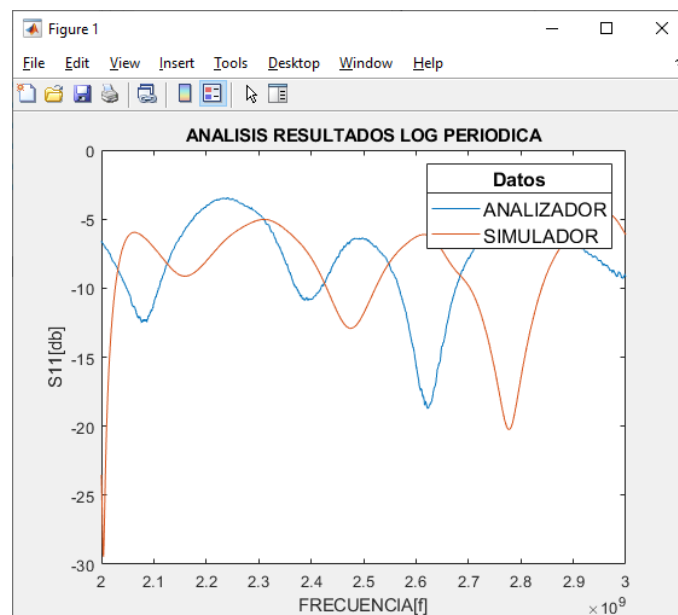 Figure 1
File Edit View Insert Tools Desktop Window Help
ANALISIS RESULTADOS LOG PERIODICA
Datos
ANALIZADOR
SIMULADOR
S11[db]
0
-5
-10
-15
-20
-25
-30
2 2.1 2.2 2.3 2.4 2.5 2.6 2.7 2.8 2.9 3
FRECUENCIA[f]
× 10^9